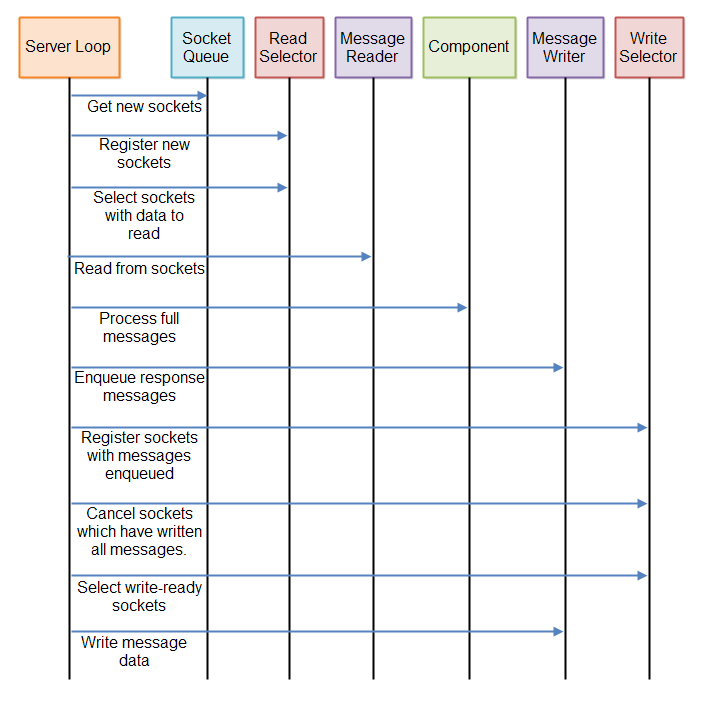 Server Loop
Socket
Queue
Read
Selector
Message
Reader
Component
Message
Writer
Write
Selector
Get new sockets
Register new
sockets
Select sockets
with data to
read
Read from sockets
Process full
messages
Enqueue response
messages
Register sockets
with messages
enqueued
Cancel sockets
which have written
all messages.
Select write-ready
sockets
Write message
data